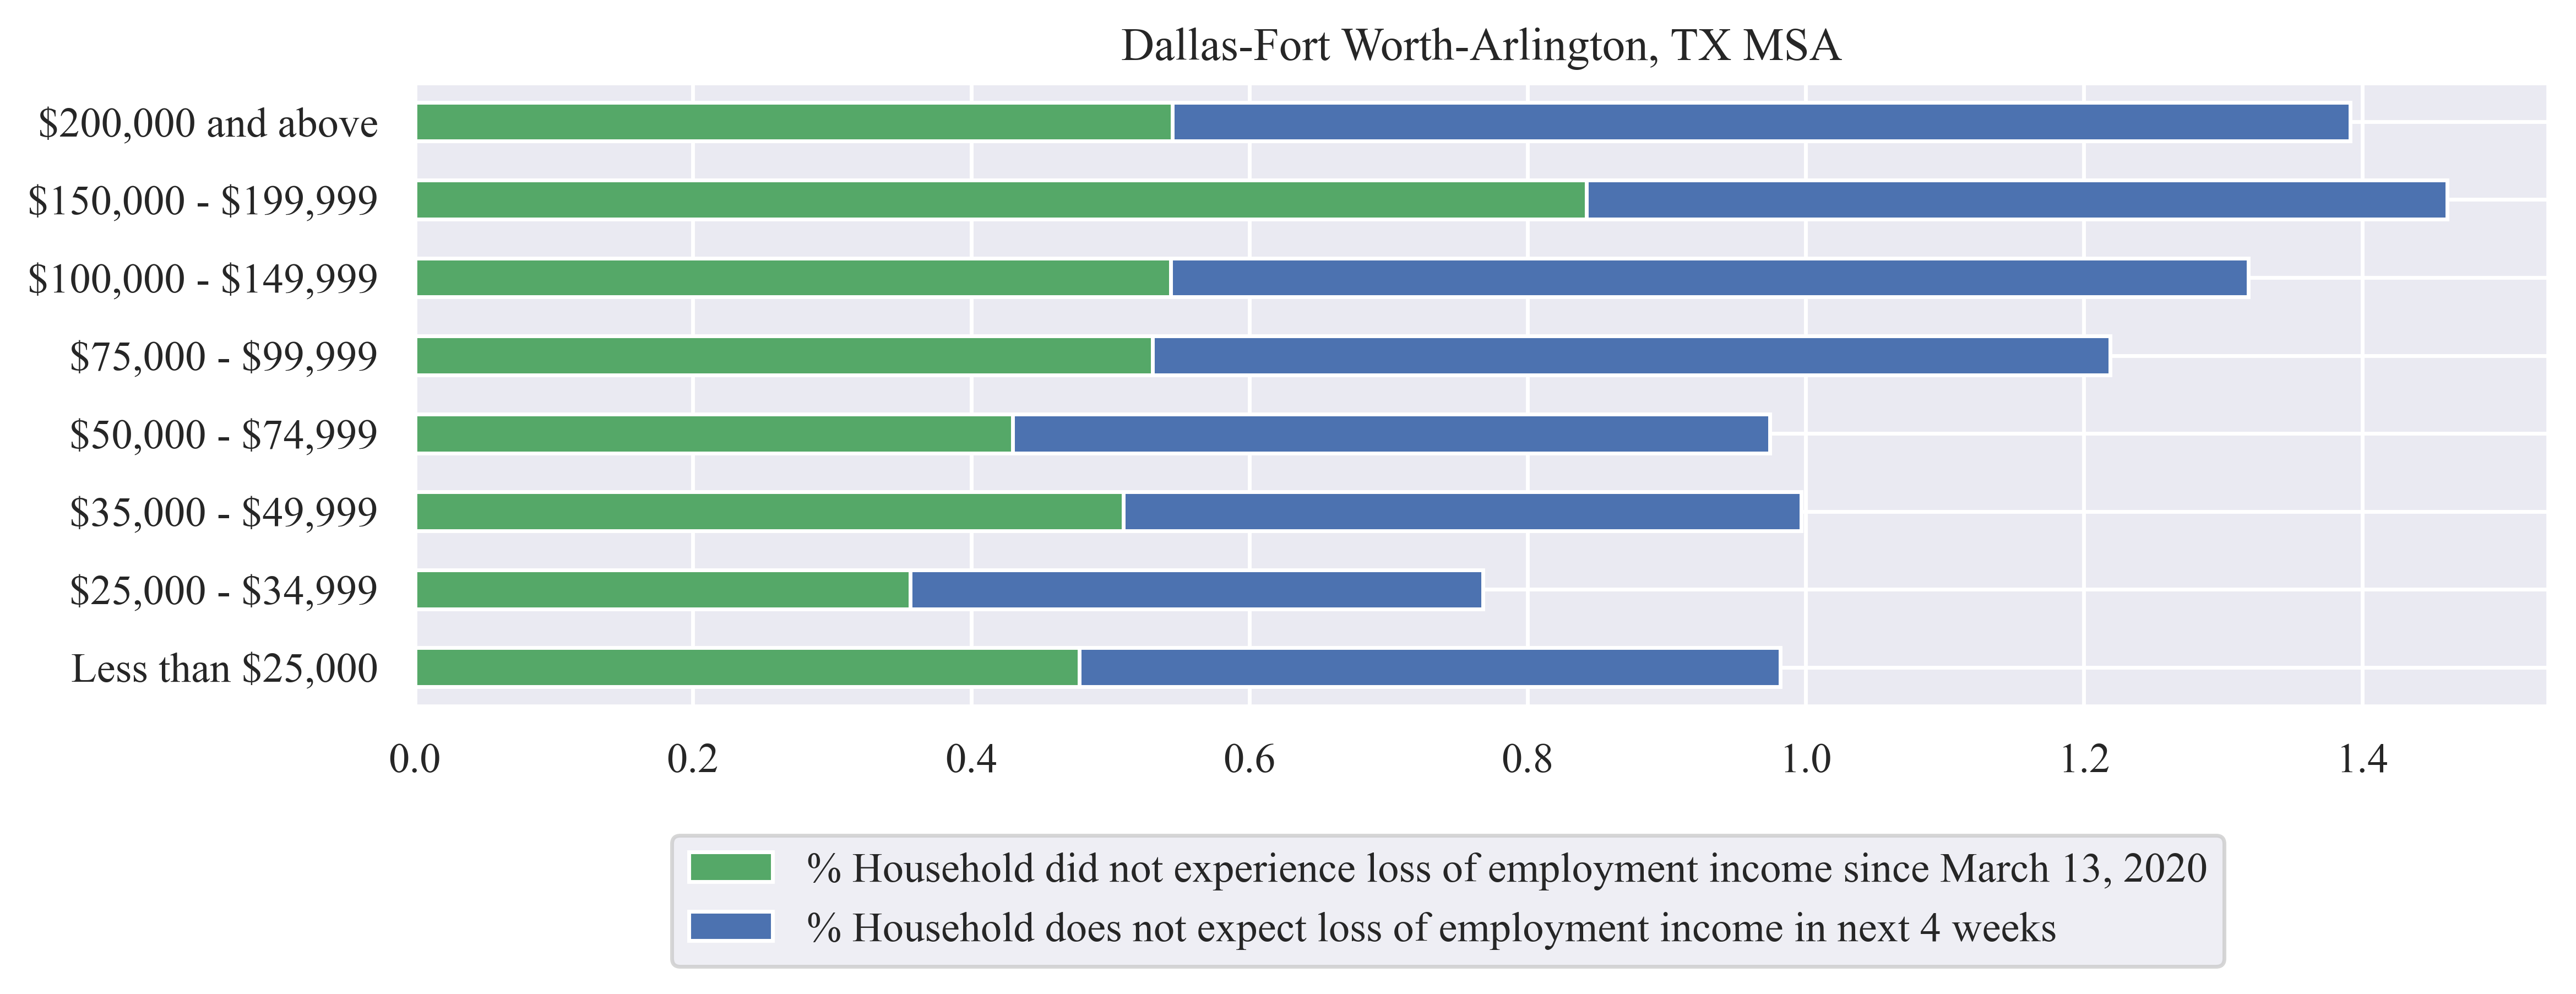 Dallas-Fort Worth-Arlington, TX MSA
$200,000 and above
$150,000 - $199,999
$100,000 - $149,999
$75,000 - $99,999
$50,000 - $74,999
$35,000 - $49,999
$25,000 - $34,999
Less than $25,000
0.0 0.2 0.4 0.6 0.8 1.0 1.2 1.4
% Household did not experience loss of employment income since March 13, 2020
% Household does not expect loss of employment income in next 4 weeks